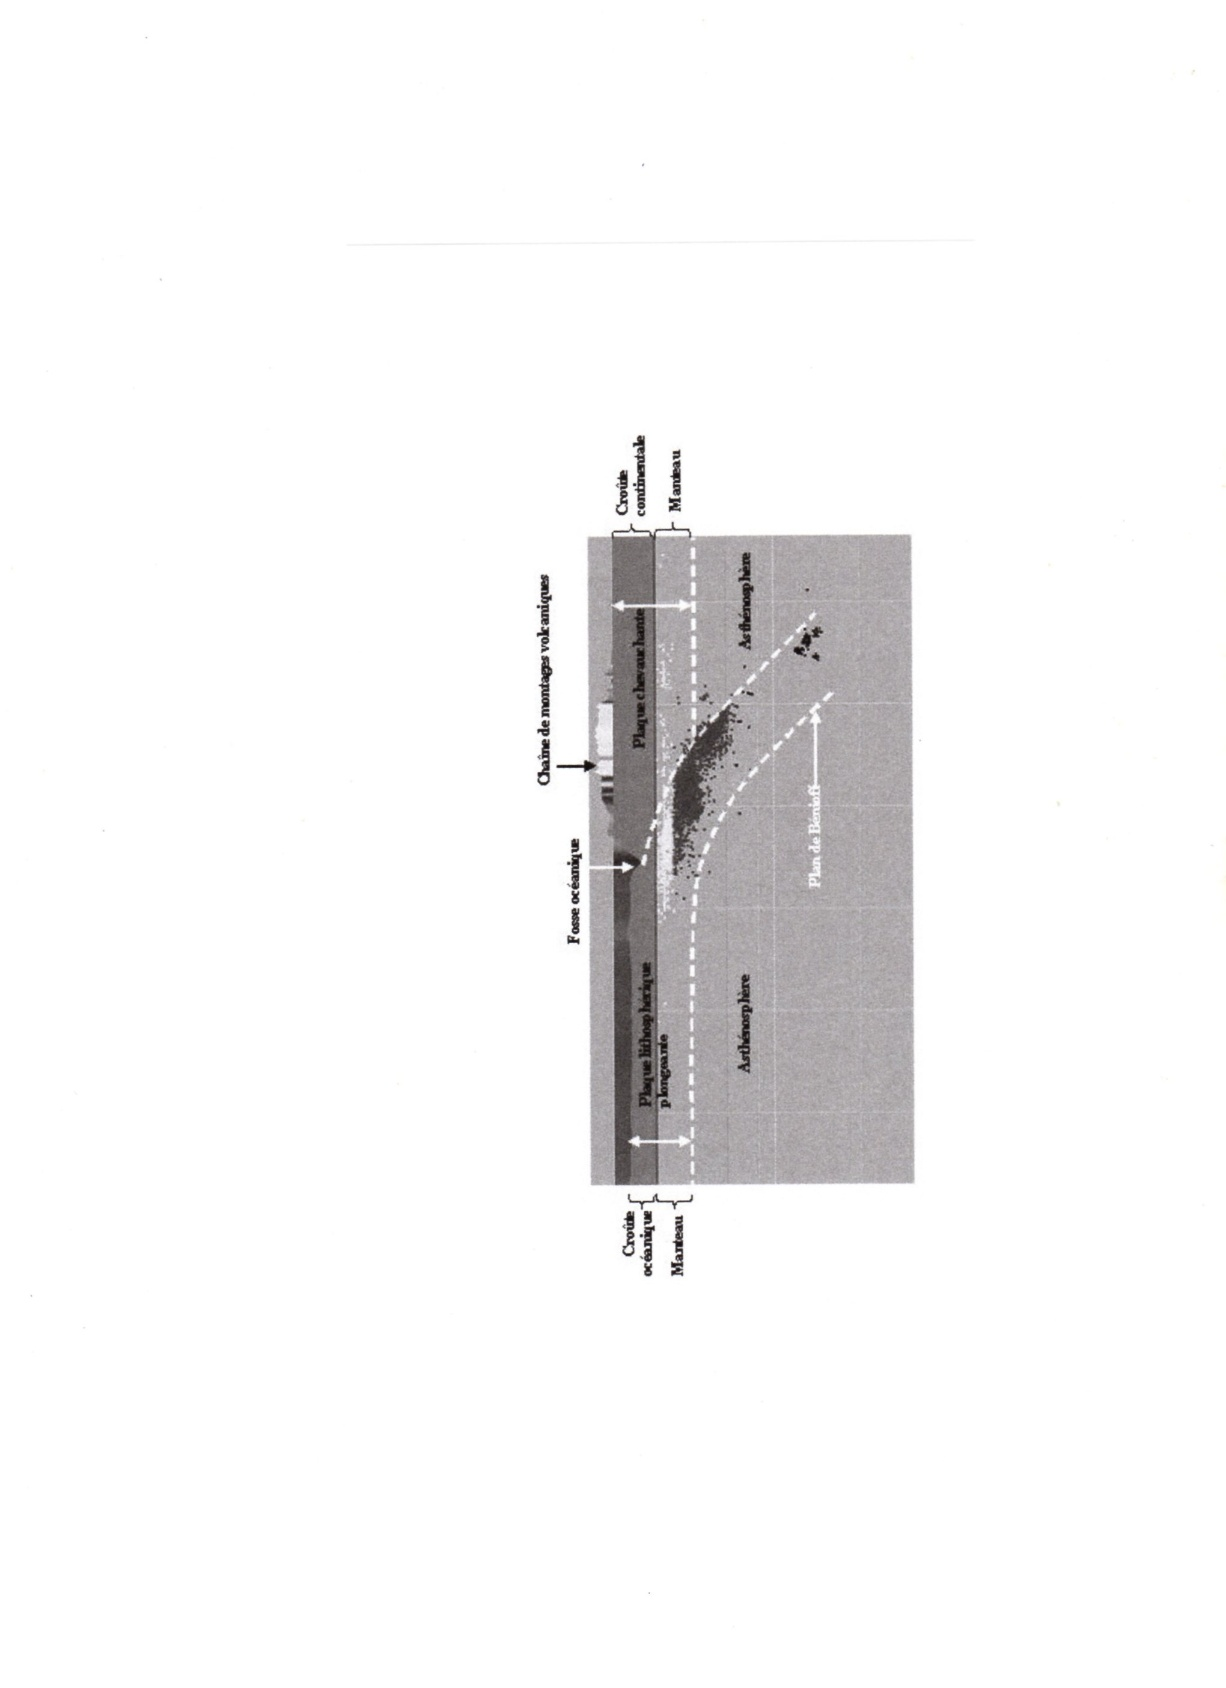 Chaîne de montages volcaniques
Fosse océanique
Croûte
océanique
Manteau
Croûte
continentale
Manteau
Plaque lithosphérique
plongeante
Plaque chevauchante
Asthénosphère
Asthénosphère
Plan de Bénioff